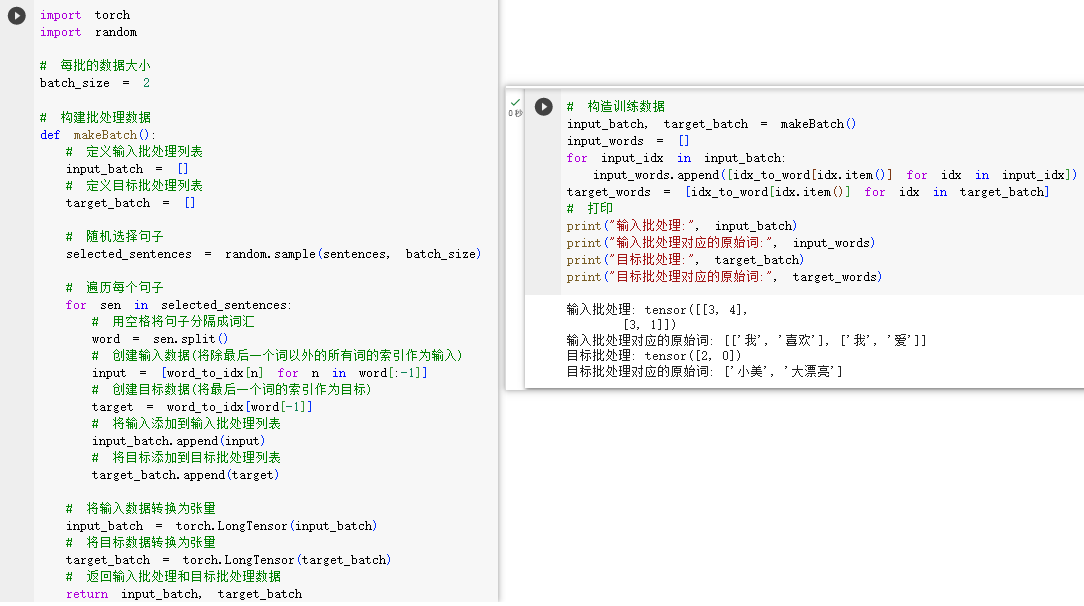 import torch
import random

# 每批的数据大小
batch_size = 2

# 构建批处理数据
def makeBatch():
    # 定义输入批处理列表
    input_batch = []
    # 定义目标批处理列表
    target_batch = []

    # 随机选择句子
    selected_sentences = random.sample(sentences, batch_size)

    # 遍历每个句子
    for sen in selected_sentences:
        # 用空格将句子分隔成词汇
        word = sen.split()
        # 创建输入数据(将除最后一个词以外的所有词的索引作为输入)
        input = [word_to_idx[n] for n in word[:-1]]
        # 创建目标数据(将最后一个词的索引作为目标)
        target = word_to_idx[word[-1]]
        # 将输入添加到输入批处理列表
        input_batch.append(input)
        # 将目标添加到目标批处理列表
        target_batch.append(target)

    # 将输入数据转换为张量
    input_batch = torch.LongTensor(input_batch)
    # 将目标数据转换为张量
    target_batch = torch.LongTensor(target_batch)
    # 返回输入批处理和目标批处理数据
    return input_batch, target_batch

0 秒
# 构造训练数据
input_batch, target_batch = makeBatch()
input_words = []
for input_idx in input_batch:
    input_words.append([idx_to_word[idx.item()] for idx in input_idx])
target_words = [idx_to_word[idx.item()] for idx in target_batch]
# 打印
print("输入批处理:", input_batch)
print("输入批处理对应的原始词:", input_words)
print("目标批处理:", target_batch)
print("目标批处理对应的原始词:", target_words)

输入批处理: tensor([[3, 4],
        [3, 1]])
输入批处理对应的原始词: [['我', '喜欢'], ['我', '爱']]
目标批处理: tensor([2, 0])
目标批处理对应的原始词: ['小美', '大漂亮']